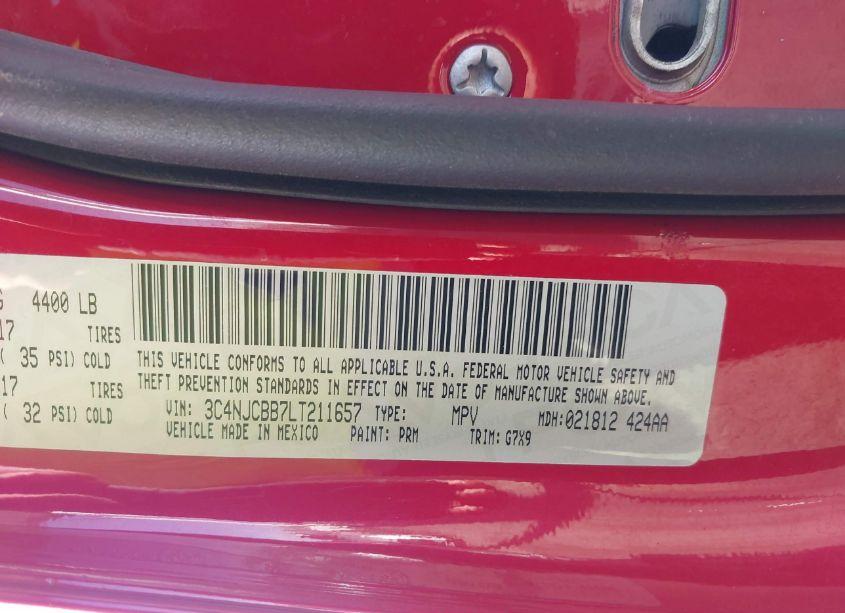 G 4400 LB
17 TIRES
( 35 PSI) COLD
17 TIRES
( 32 PSI) COLD
THIS VEHICLE CONFORMS TO ALL APPLICABLE U.S.A. FEDERAL MOTOR VEHICLE SAFETY AND
THEFT PREVENTION STANDARDS IN EFFECT ON THE DATE OF MANUFACTURE SHOWN ABOVE.
VIN: 3C4NJCBB7LT211657 TYPE: MPV MDH:021812 424AA
VEHICLE MADE IN MEXICO PAINT: PRM TRIM: G7X9